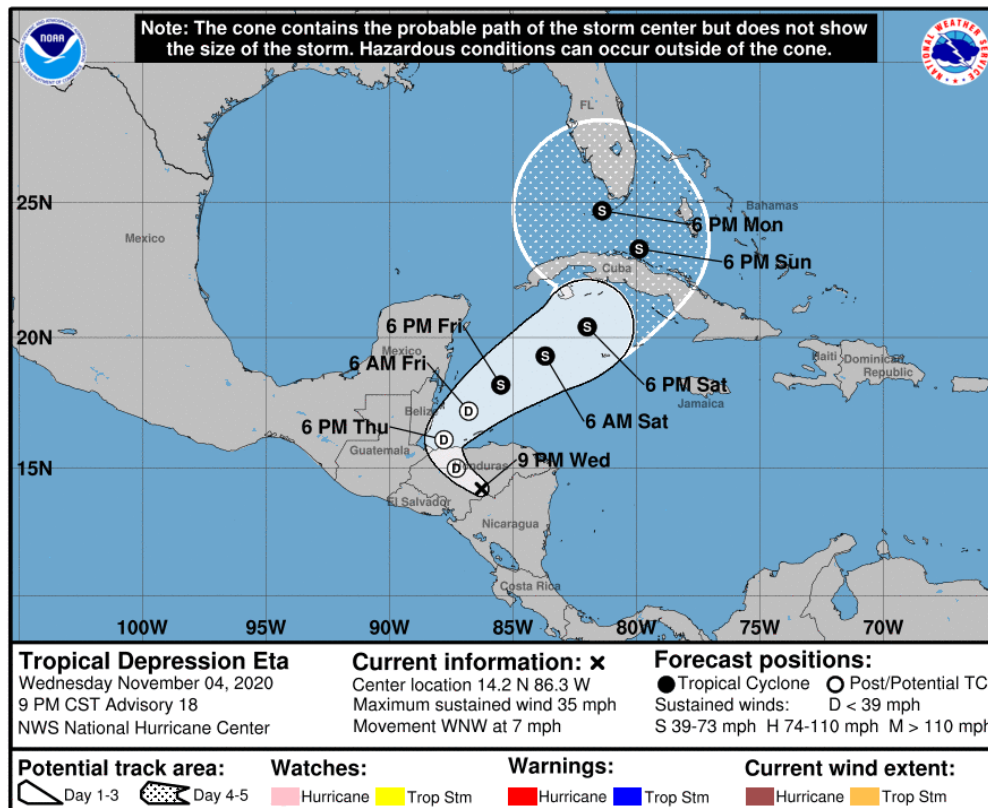 Note: The cone contains the probable path of the storm center but does not show
the size of the storm. Hazardous conditions can occur outside of the cone.
NOAA
NATIONAL WEATHER SERVICE
FL
25N
Mexico
Bahamas
6 PM Mon
6 PM Sun
Cuba
20N
6 PM Fri
Mexico
6 AM Fri
Haiti
Dominican
Republic
6 PM Sat
Jamaica
Belize
6 AM Sat
6 PM Thu
Guatemala
9 PM Wed
15N
Honduras
El Salvador
Nicaragua
Costa Rica
S
S
S
S
S
D
D
D
100W 95W 90W 85W 80W 75W 70W
Tropical Depression Eta
Wednesday November 04, 2020
9 PM CST Advisory 18
NWS National Hurricane Center
Current information: ×
Center location 14.2 N 86.3 W
Maximum sustained wind 35 mph
Movement WNW at 7 mph
Forecast positions:
Tropical Cyclone Post/Potential TC
Sustained winds: D < 39 mph
S 39-73 mph H 74-110 mph M > 110 mph
Potential track area:
Day 1-3 Day 4-5
Watches:
Hurricane Trop Stm
Warnings:
Hurricane Trop Stm
Current wind extent:
Hurricane Trop Stm